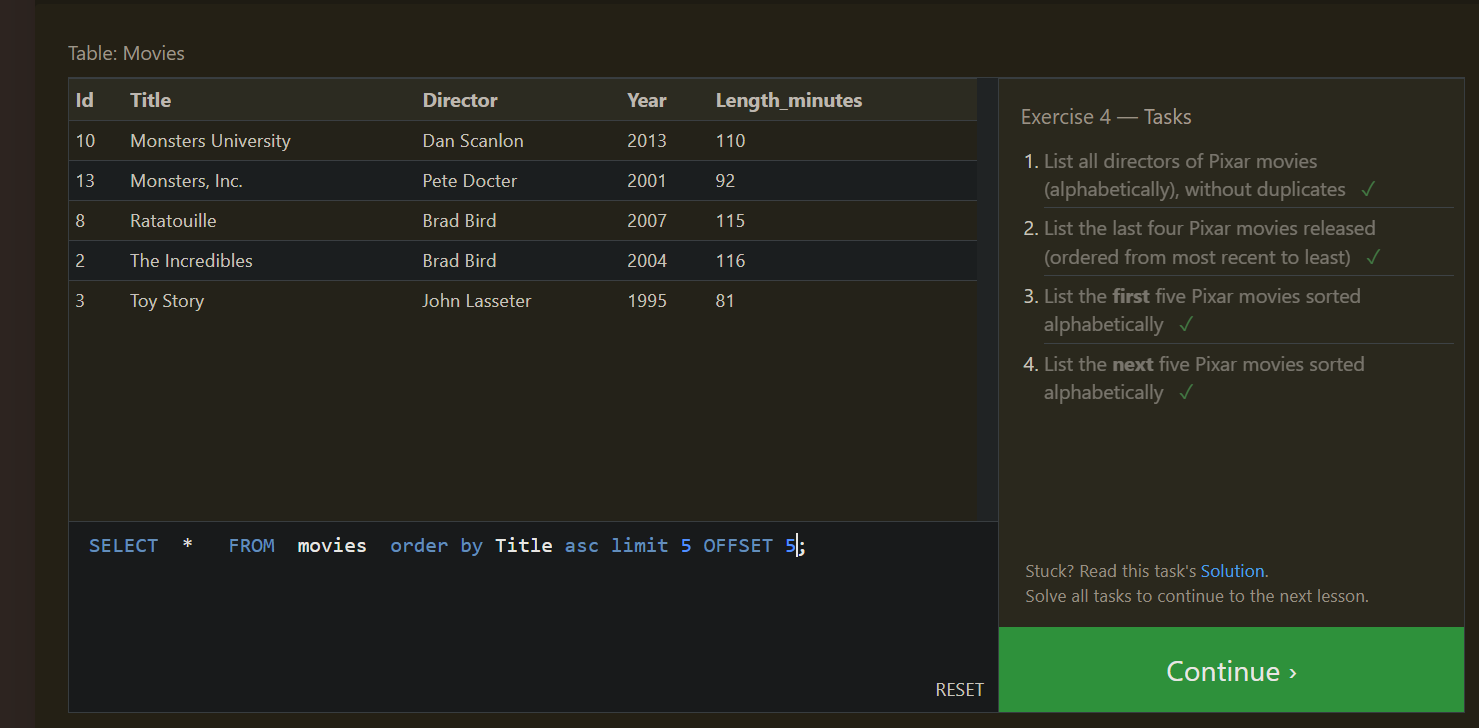 Table: Movies
Id Title Director Year Length_minutes
10 Monsters University Dan Scanlon 2013 110
13 Monsters, Inc. Pete Docter 2001 92
8 Ratatouille Brad Bird 2007 115
2 The Incredibles Brad Bird 2004 116
3 Toy Story John Lasseter 1995 81
SELECT * FROM movies order by Title asc limit 5 OFFSET 5;
RESET
Exercise 4 — Tasks
1. List all directors of Pixar movies
(alphabetically), without duplicates ✓
2. List the last four Pixar movies released
(ordered from most recent to least) ✓
3. List the first five Pixar movies sorted
alphabetically ✓
4. List the next five Pixar movies sorted
alphabetically ✓
Stuck? Read this task's Solution.
Solve all tasks to continue to the next lesson.
Continue ›